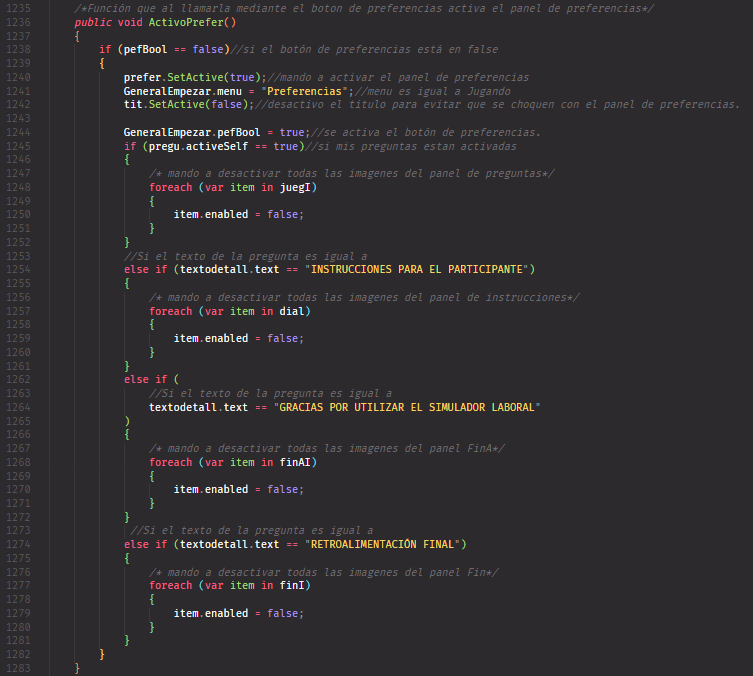 1235 /*Función que al llamarla mediante el boton de preferencias activa el panel de preferencias*/
1236 public void ActivoPrefer()
1237 {
1238 if (pefBool == false)//si el botón de preferencias está en false
1239 {
1240 prefer.SetActive(true);//mando a activar el panel de preferencias
1241 GeneralEmpezar.menu = "Preferencias";//menu es igual a Jugando
1242 tit.SetActive(false);//desactivo el titulo para evitar que se choquen con el panel de preferencias.
1243
1244 GeneralEmpezar.pefBool = true;//se activa el botón de preferencias.
1245 if (pregu.activeSelf == true)//si mis preguntas estan activadas
1246 {
1247 /* mando a desactivar todas las imagenes del panel de preguntas*/
1248 foreach (var item in juegI)
1249 {
1250 item.enabled = false;
1251 }
1252 }
1253 //Si el texto de la pregunta es igual a
1254 else if (textodetall.text == "INSTRUCCIONES PARA EL PARTICIPANTE")
1255 {
1256 /* mando a desactivar todas las imagenes del panel de instrucciones*/
1257 foreach (var item in dial)
1258 {
1259 item.enabled = false;
1260 }
1261 }
1262 else if (
1263 //Si el texto de la pregunta es igual a
1264 textodetall.text == "GRACIAS POR UTILIZAR EL SIMULADOR LABORAL"
1265 )
1266 {
1267 /* mando a desactivar todas las imagenes del panel FinA*/
1268 foreach (var item in finAI)
1269 {
1270 item.enabled = false;
1271 }
1272 }
1273 //Si el texto de la pregunta es igual a
1274 else if (textodetall.text == "RETROALIMENTACIÓN FINAL")
1275 {
1276 /* mando a desactivar todas las imagenes del panel Fin*/
1277 foreach (var item in finI)
1278 {
1279 item.enabled = false;
1280 }
1281 }
1282 }
1283 }